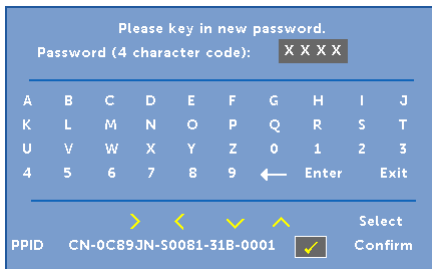 Please key in new password.
Password (4 character code): X X X X
A B C D E F G H I J
K L M N O P Q R S T
U V W X Y Z 0 1 2 3
4 5 6 7 8 9 ← Enter Exit
Select
PPID CN-0C89JN-S0081-31B-0001 ✓ Confirm